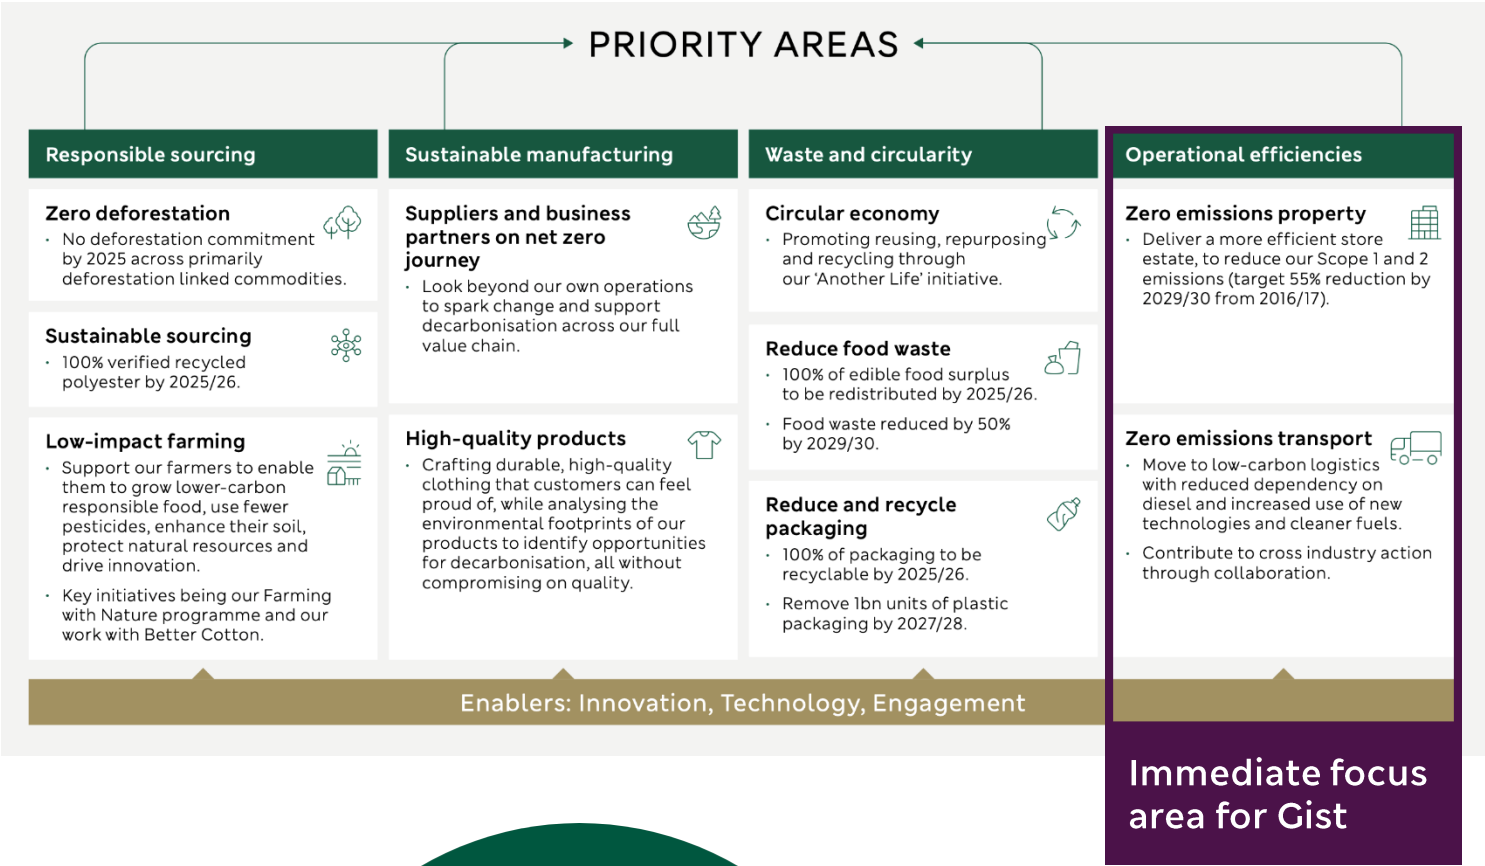 PRIORITY AREAS
Responsible sourcing
Zero deforestation
• No deforestation commitment
by 2025 across primarily
deforestation linked commodities.
Sustainable sourcing
• 100% verified recycled
polyester by 2025/26.
Low-impact farming
• Support our farmers to enable
them to grow lower-carbon
responsible food, use fewer
pesticides, enhance their soil,
protect natural resources and
drive innovation.
• Key initiatives being our Farming
with Nature programme and our
work with Better Cotton.
Sustainable manufacturing
Suppliers and business
partners on net zero
journey
• Look beyond our own operations
to spark change and support
decarbonisation across our full
value chain.
High-quality products
• Crafting durable, high-quality
clothing that customers can feel
proud of, while analysing the
environmental footprints of our
products to identify opportunities
for decarbonisation, all without
compromising on quality.
Waste and circularity
Circular economy
• Promoting reusing, repurposing
and recycling through
our ‘Another Life’ initiative.
Reduce food waste
• 100% of edible food surplus
to be redistributed by 2025/26.
• Food waste reduced by 50%
by 2029/30.
Reduce and recycle
packaging
• 100% of packaging to be
recyclable by 2025/26.
• Remove 1bn units of plastic
packaging by 2027/28.
Operational efficiencies
Zero emissions property
• Deliver a more efficient store
estate, to reduce our Scope 1 and 2
emissions (target 55% reduction by
2029/30 from 2016/17).
Zero emissions transport
• Move to low-carbon logistics
with reduced dependency on
diesel and increased use of new
technologies and cleaner fuels.
• Contribute to cross industry action
through collaboration.
Enablers: Innovation, Technology, Engagement
Immediate focus
area for Gist